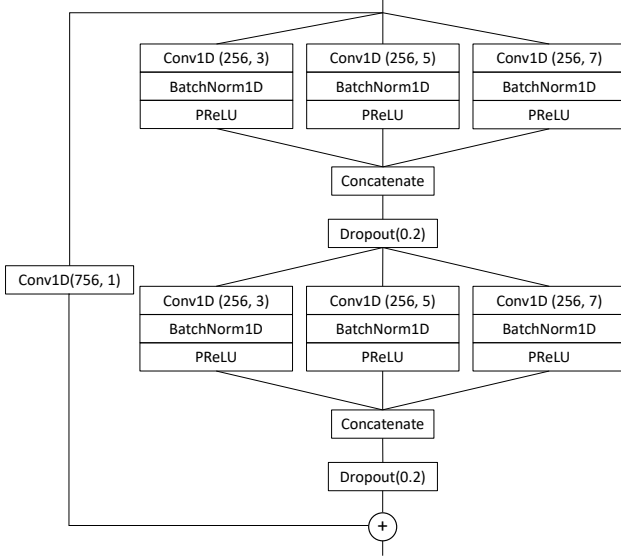 Conv1D (256, 3) Conv1D (256, 5) Conv1D (256, 7)
BatchNorm1D BatchNorm1D BatchNorm1D
PReLU PReLU PReLU
Concatenate
Dropout(0.2)
Conv1D(756, 1)
Conv1D (256, 3) Conv1D (256, 5) Conv1D (256, 7)
BatchNorm1D BatchNorm1D BatchNorm1D
PReLU PReLU PReLU
Concatenate
Dropout(0.2)
+